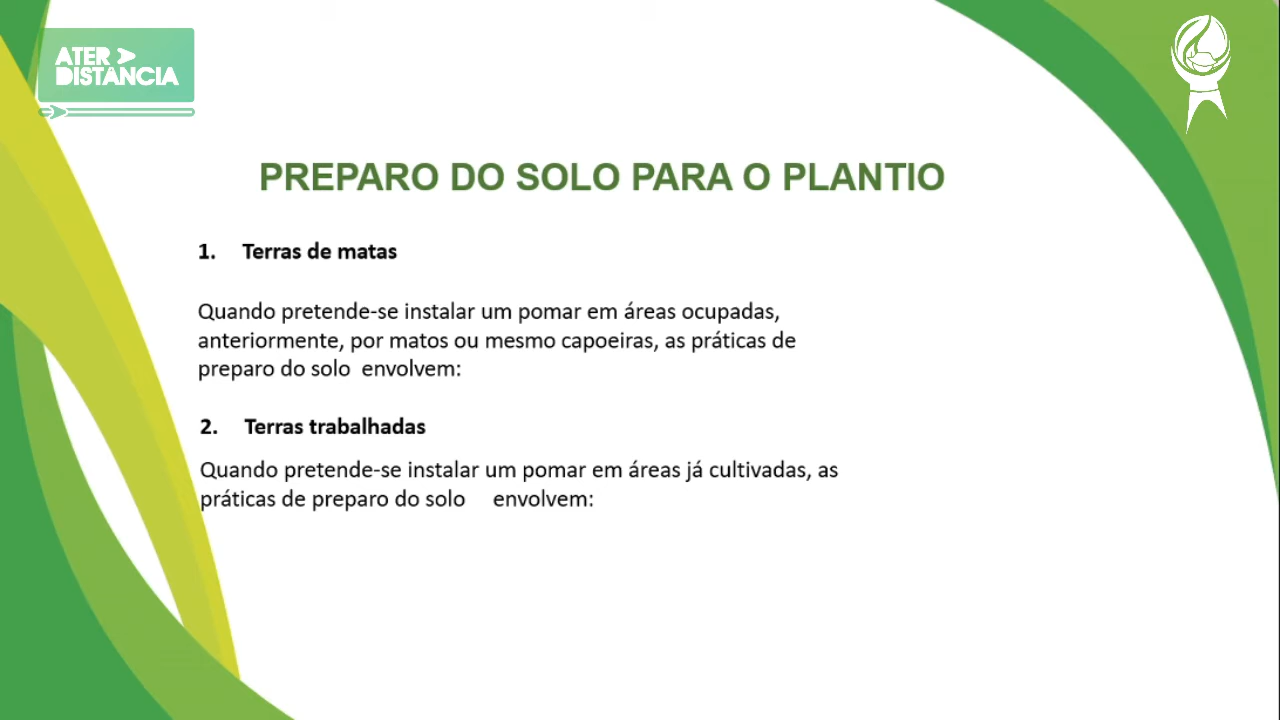 ATER A
DISTÂNCIA
PREPARO DO SOLO PARA O PLANTIO
1. Terras de matas
Quando pretende-se instalar um pomar em áreas ocupadas,
anteriormente, por matos ou mesmo capoeiras, as práticas de
preparo do solo envolvem:
2. Terras trabalhadas
Quando pretende-se instalar um pomar em áreas já cultivadas, as
práticas de preparo do solo envolvem: